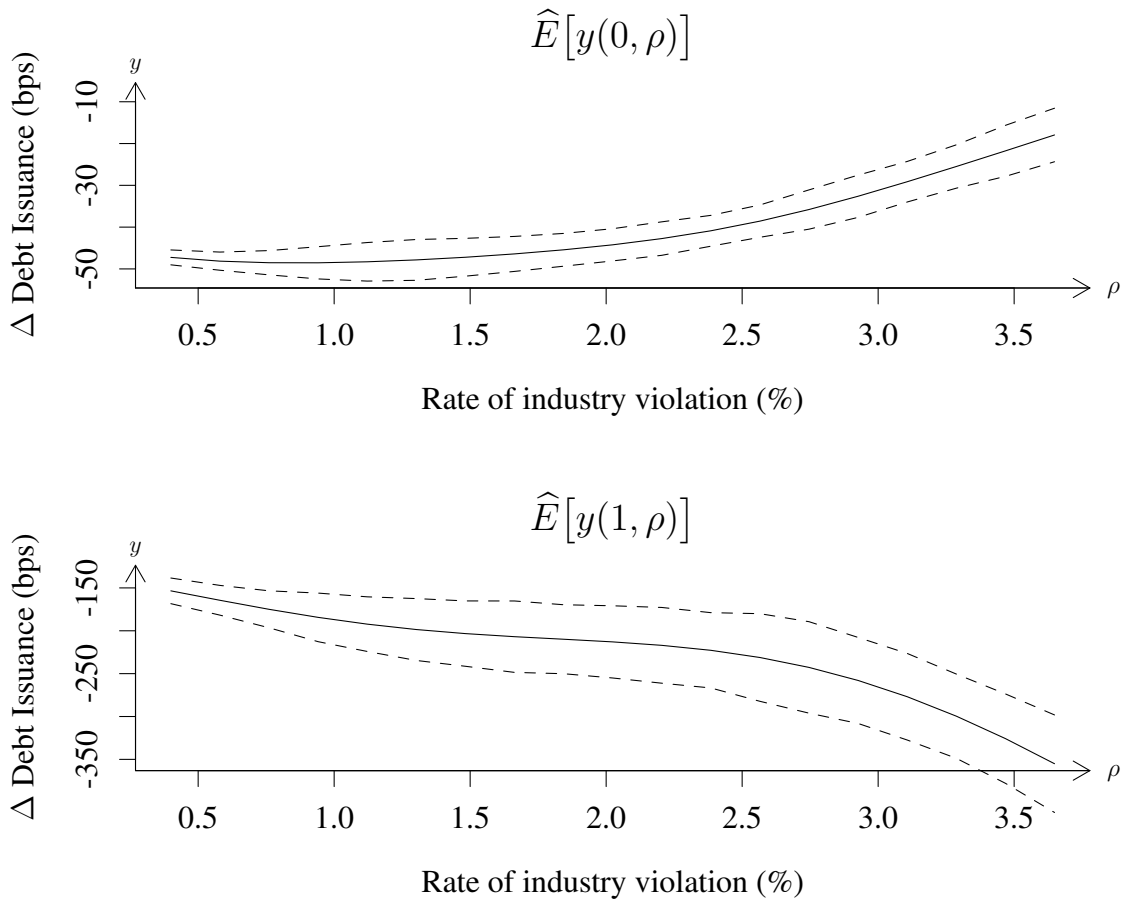 Ê[y(0, ρ)]
y
Δ Debt Issuance (bps)
-10
-30
-50
ρ
0.5 1.0 1.5 2.0 2.5 3.0 3.5
Rate of industry violation (%)
Ê[y(1, ρ)]
y
Δ Debt Issuance (bps)
-150
-250
-350
ρ
0.5 1.0 1.5 2.0 2.5 3.0 3.5
Rate of industry violation (%)